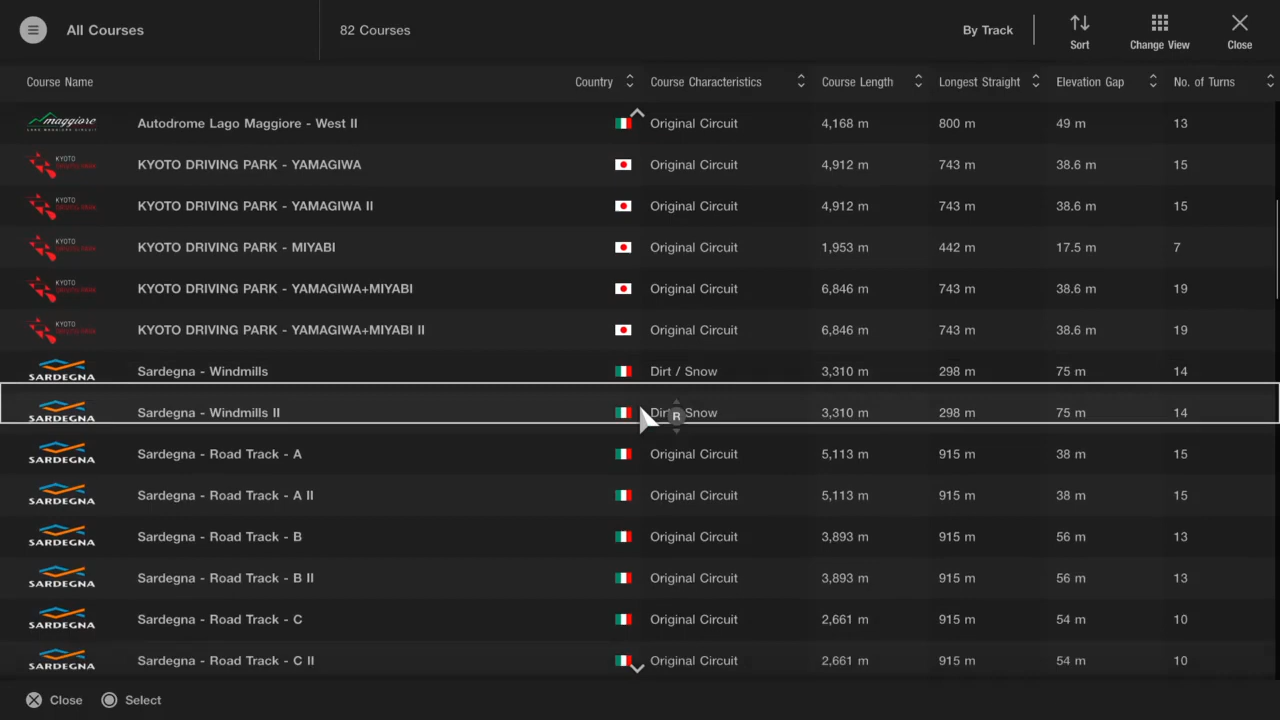 All Courses 82 Courses By Track Sort Change View Close
Course Name Country Course Characteristics Course Length Longest Straight Elevation Gap No. of Turns
maggiore Autodrome Lago Maggiore - West II Original Circuit 4,168 m 800 m 49 m 13
KYOTO KYOTO DRIVING PARK - YAMAGIWA Original Circuit 4,912 m 743 m 38.6 m 15
KYOTO KYOTO DRIVING PARK - YAMAGIWA II Original Circuit 4,912 m 743 m 38.6 m 15
KYOTO KYOTO DRIVING PARK - MIYABI Original Circuit 1,953 m 442 m 17.5 m 7
KYOTO KYOTO DRIVING PARK - YAMAGIWA+MIYABI Original Circuit 6,846 m 743 m 38.6 m 19
KYOTO KYOTO DRIVING PARK - YAMAGIWA+MIYABI II Original Circuit 6,846 m 743 m 38.6 m 19
SARDEGNA Sardegna - Windmills Dirt / Snow 3,310 m 298 m 75 m 14
SARDEGNA Sardegna - Windmills II Dirt Snow R 3,310 m 298 m 75 m 14
SARDEGNA Sardegna - Road Track - A Original Circuit 5,113 m 915 m 38 m 15
SARDEGNA Sardegna - Road Track - A II Original Circuit 5,113 m 915 m 38 m 15
SARDEGNA Sardegna - Road Track - B Original Circuit 3,893 m 915 m 56 m 13
SARDEGNA Sardegna - Road Track - B II Original Circuit 3,893 m 915 m 56 m 13
SARDEGNA Sardegna - Road Track - C Original Circuit 2,661 m 915 m 54 m 10
SARDEGNA Sardegna - Road Track - C II Original Circuit 2,661 m 915 m 54 m 10
Close Select